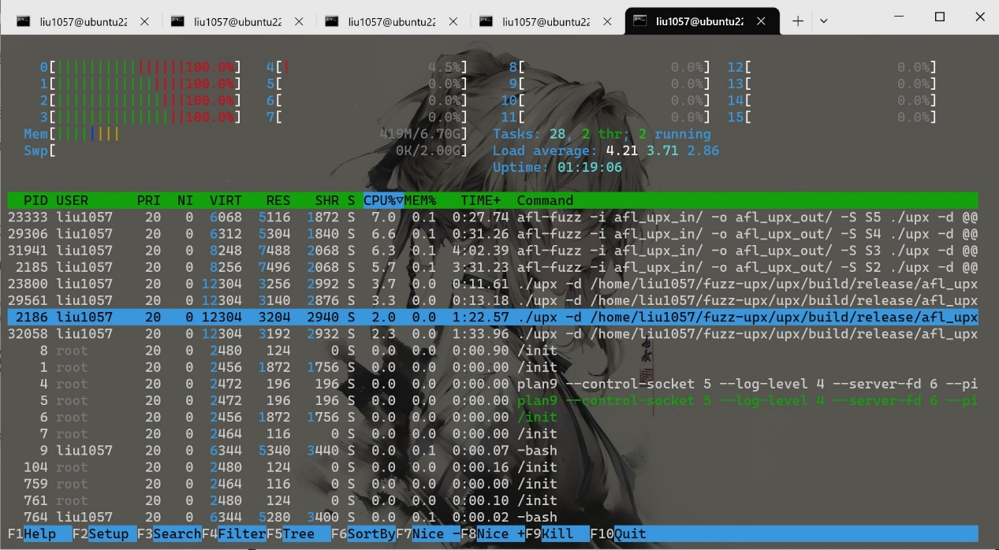 liu1057@ubuntu22 liu1057@ubuntu22 liu1057@ubuntu22 liu1057@ubuntu22 liu1057@ubuntu22
0[||||||||||||||||100.0%] 4[| 4.5%] 8[ 0.0%] 12[ 0.0%]
1[||||||||||||||||100.0%] 5[ 0.0%] 9[ 0.0%] 13[ 0.0%]
2[||||||||||||||||100.0%] 6[ 0.0%] 10[ 0.0%] 14[ 0.0%]
3[||||||||||||||||100.0%] 7[ 0.0%] 11[ 0.0%] 15[ 0.0%]
Mem[|||||||| 419M/6.70G] Tasks: 28, 2 thr; 2 running
Swp[ 0K/2.00G] Load average: 4.21 3.71 2.86
Uptime: 01:19:06
PID USER PRI NI VIRT RES SHR S CPU%▽MEM% TIME+ Command
23333 liu1057 20 0 6068 5116 1872 S 7.0 0.1 0:27.74 afl-fuzz -i afl_upx_in/ -o afl_upx_out/ -S S5 ./upx -d @@
29306 liu1057 20 0 6312 5304 1840 S 6.6 0.1 0:31.26 afl-fuzz -i afl_upx_in/ -o afl_upx_out/ -S S4 ./upx -d @@
31941 liu1057 20 0 8248 7488 2068 S 6.3 0.1 4:02.39 afl-fuzz -i afl_upx_in/ -o afl_upx_out/ -S S3 ./upx -d @@
2185 liu1057 20 0 8256 7496 2068 S 5.7 0.1 3:31.23 afl-fuzz -i afl_upx_in/ -o afl_upx_out/ -S S2 ./upx -d @@
23800 liu1057 20 0 12304 3256 2992 S 3.7 0.0 0:11.61 ./upx -d /home/liu1057/fuzz-upx/upx/build/release/afl_upx
29561 liu1057 20 0 12304 3140 2876 S 3.3 0.0 0:13.18 ./upx -d /home/liu1057/fuzz-upx/upx/build/release/afl_upx
2186 liu1057 20 0 12304 3204 2940 S 2.0 0.0 1:22.57 ./upx -d /home/liu1057/fuzz-upx/upx/build/release/afl_upx
32058 liu1057 20 0 12304 3192 2932 S 2.3 0.0 1:33.96 ./upx -d /home/liu1057/fuzz-upx/upx/build/release/afl_upx
8 root 20 0 2480 124 0 S 0.0 0.0 0:00.90 /init
1 root 20 0 2456 1872 1756 S 0.0 0.0 0:00.00 /init
4 root 20 0 2472 196 196 S 0.0 0.0 0:00.00 plan9 --control-socket 5 --log-level 4 --server-fd 6 --pi
5 root 20 0 2472 196 196 S 0.0 0.0 0:00.00 plan9 --control-socket 5 --log-level 4 --server-fd 6 --pi
6 root 20 0 2456 1872 1756 S 0.0 0.0 0:00.00 /init
7 root 20 0 2464 116 0 S 0.0 0.0 0:00.00 /init
9 liu1057 20 0 6344 5340 3440 S 0.0 0.1 0:00.07 -bash
104 root 20 0 2480 124 0 S 0.0 0.0 0:00.16 /init
759 root 20 0 2464 116 0 S 0.0 0.0 0:00.00 /init
761 root 20 0 2480 124 0 S 0.0 0.0 0:00.10 /init
764 liu1057 20 0 6344 5280 3400 S 0.0 0.1 0:00.02 -bash
F1Help F2Setup F3SearchF4FilterF5Tree F6SortByF7Nice -F8Nice +F9Kill F10Quit